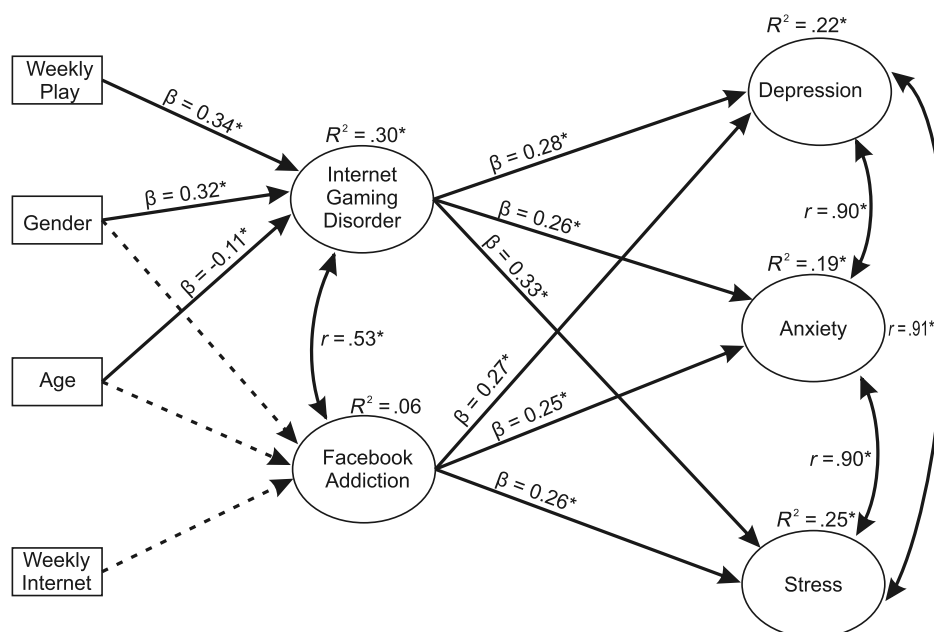 Weekly
Play
Gender
Age
Weekly
Internet
β = 0.34*
β = 0.32*
β = -0.11*
R² = .30*
Internet
Gaming
Disorder
r = .53*
R² = .06
Facebook
Addiction
β = 0.28*
β = 0.26*
β = 0.33*
β = 0.27*
β = 0.25*
β = 0.26*
R² = .22*
Depression
r = .90*
R² = .19*
Anxiety
r = .91*
r = .90*
R² = .25*
Stress